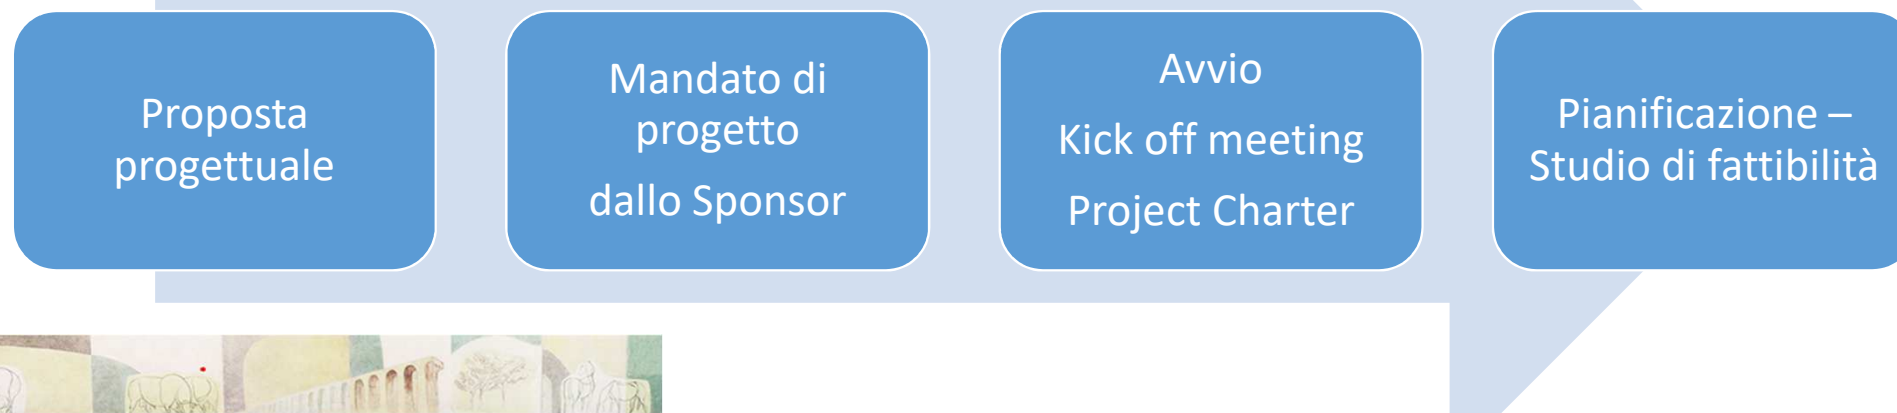 Proposta
progettuale
Mandato di
progetto
dallo Sponsor
Avvio
Kick off meeting
Project Charter
Pianificazione –
Studio di fattibilità